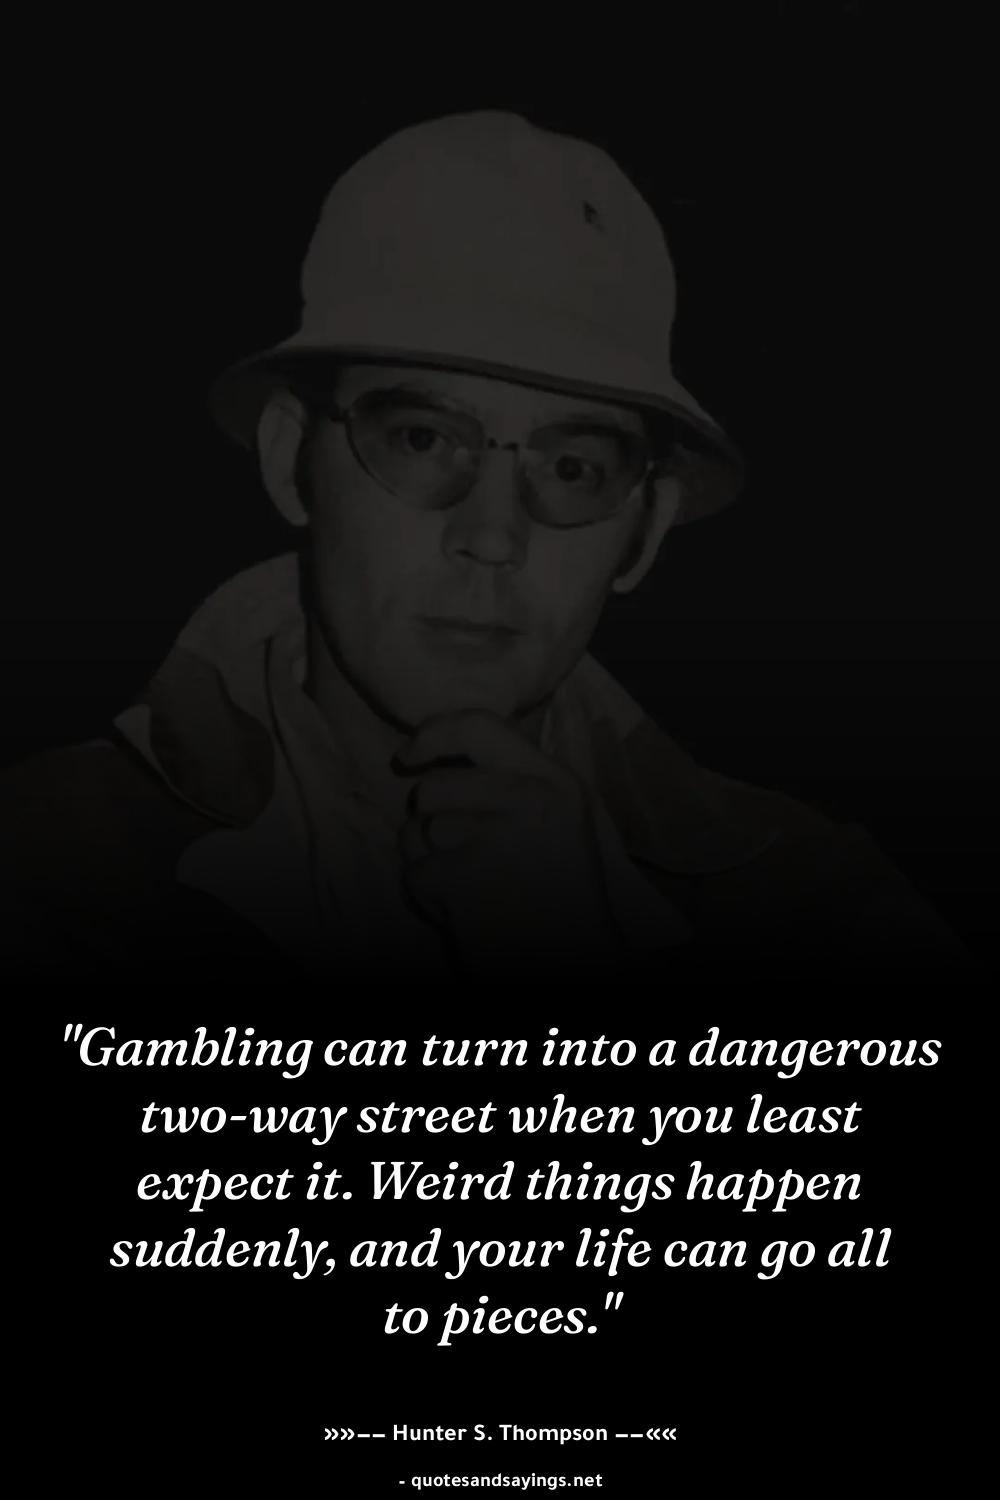 "Gambling can turn into a dangerous
two-way street when you least
expect it. Weird things happen
suddenly, and your life can go all
to pieces."
»»–– Hunter S. Thompson ––««
- quotesandsayings.net